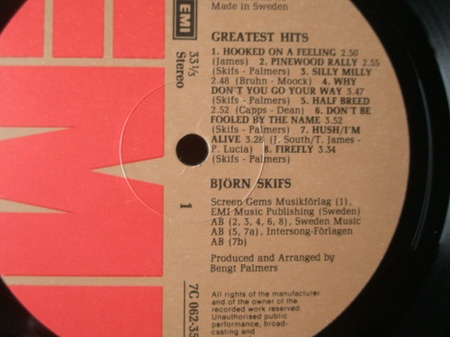 Made in Sweden
EMI
33⅓
Stereo
GREATEST HITS
1. HOOKED ON A FEELING 2.50
(James) 2. PINEWOOD RALLY 2.55
(Skifs - Palmers) 3. SILLY MILLY
2.48 (Bruhn - Moock) 4. WHY
DON'T YOU GO YOUR WAY 3.47
(Skifs - Palmers) 5. HALF BREED
2.52 (Capps - Dean) 6. DON'T BE
FOOLED BY THE NAME 3.52
(Skifs - Palmers) 7. HUSH/I'M
ALIVE 3.28 (J. South/T. James -
P. Lucia) 8. FIREFLY 3.34
(Skifs - Palmers)
BJÖRN SKIFS
1
Screen Gems Musikförlag (1),
EMI Music Publishing (Sweden)
AB (2, 3, 4, 6, 8), Sweden Music
AB (5, 7a), Intersong-Förlagen
AB (7b)
Produced and Arranged by
Bengt Palmers
7C 062-35
All rights of the manufacturer
and of the owner of the
recorded work reserved.
Unauthorised public
performance, broad-
casting and